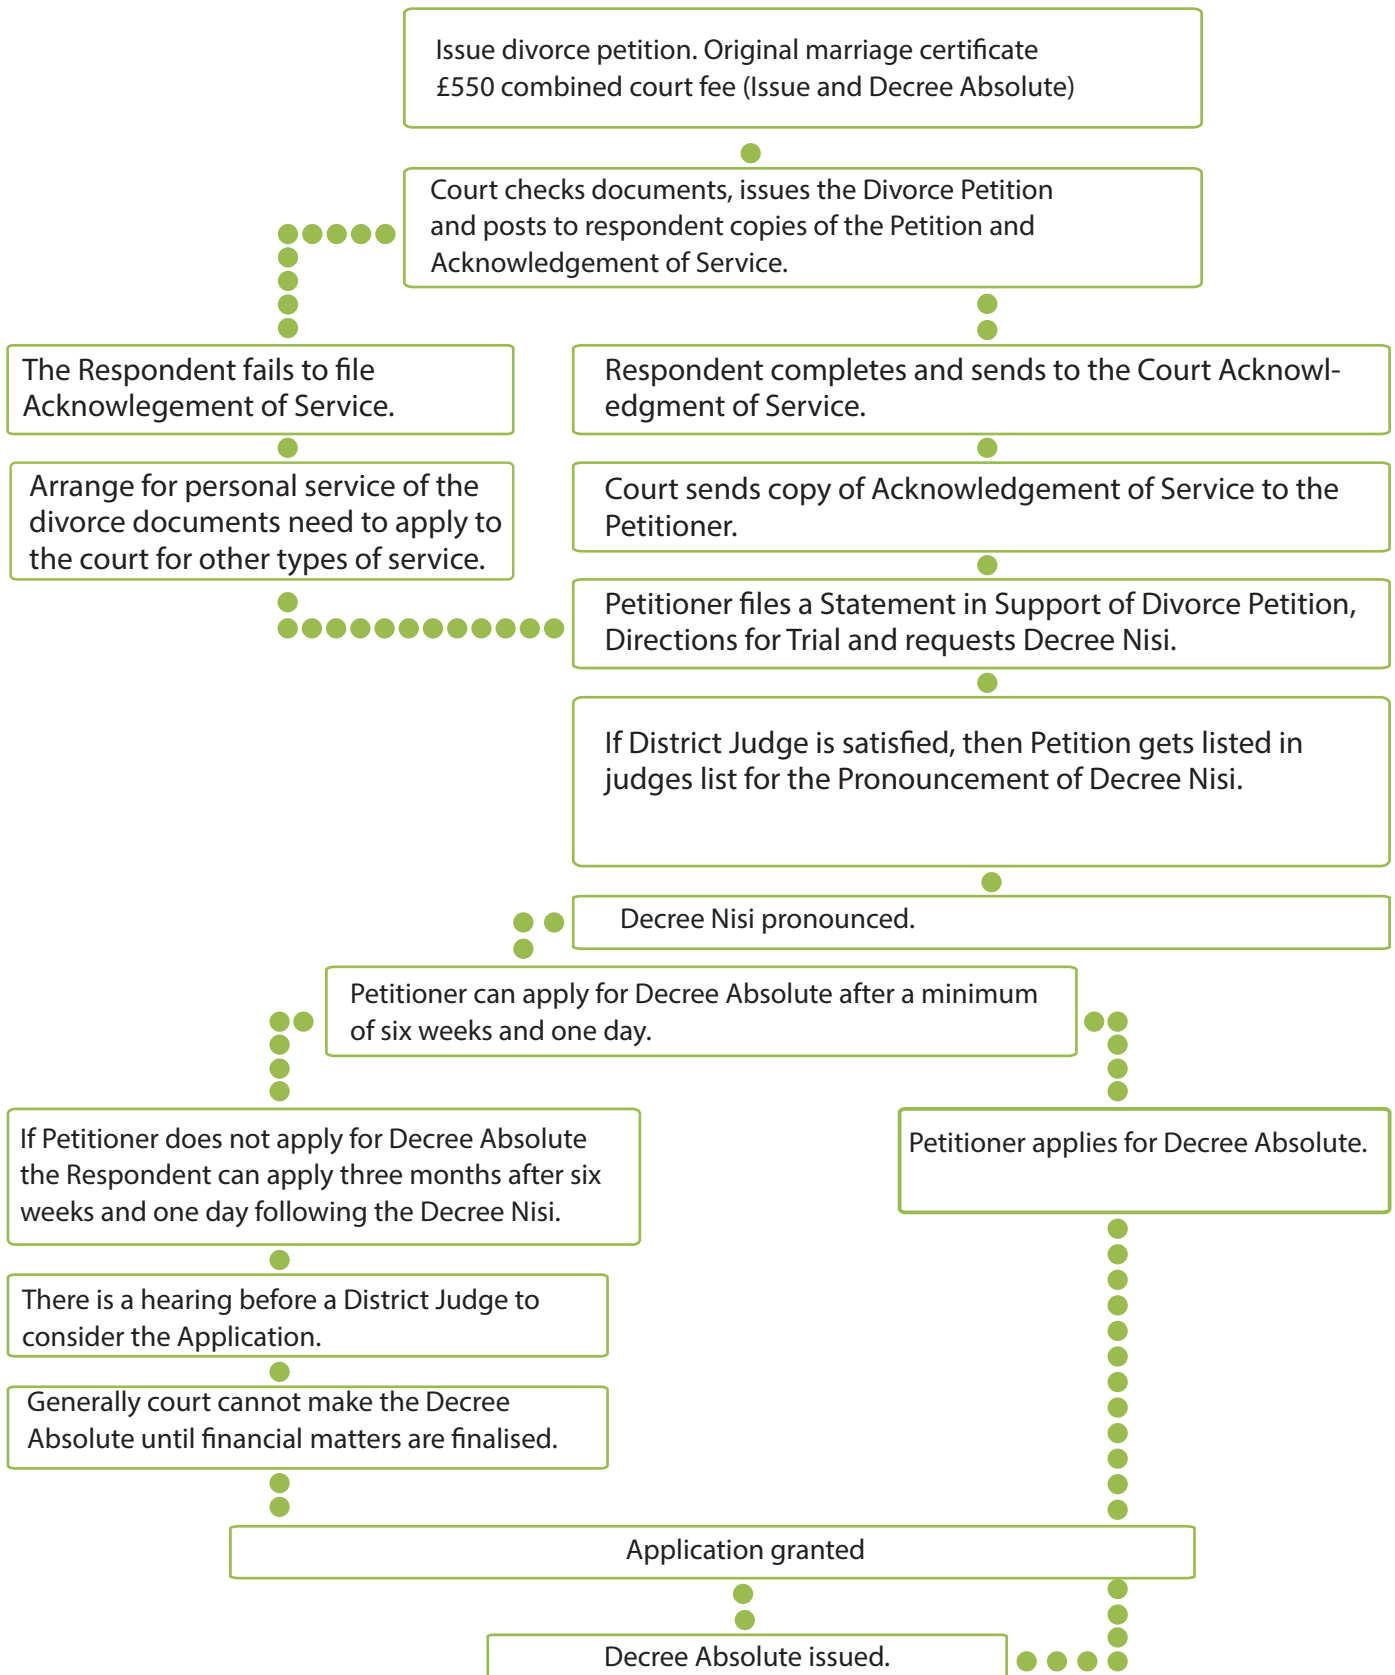 Issue divorce petition. Original marriage certificate
£550 combined court fee (Issue and Decree Absolute)
Court checks documents, issues the Divorce Petition
and posts to respondent copies of the Petition and
Acknowledgement of Service.
The Respondent fails to file
Acknowlegement of Service.
Respondent completes and sends to the Court Acknowl-
edgment of Service.
Arrange for personal service of the
divorce documents need to apply to
the court for other types of service.
Court sends copy of Acknowledgement of Service to the
Petitioner.
Petitioner files a Statement in Support of Divorce Petition,
Directions for Trial and requests Decree Nisi.
If District Judge is satisfied, then Petition gets listed in
judges list for the Pronouncement of Decree Nisi.
Decree Nisi pronounced.
Petitioner can apply for Decree Absolute after a minimum
of six weeks and one day.
If Petitioner does not apply for Decree Absolute
the Respondent can apply three months after six
weeks and one day following the Decree Nisi.
Petitioner applies for Decree Absolute.
There is a hearing before a District Judge to
consider the Application.
Generally court cannot make the Decree
Absolute until financial matters are finalised.
Application granted
Decree Absolute issued.